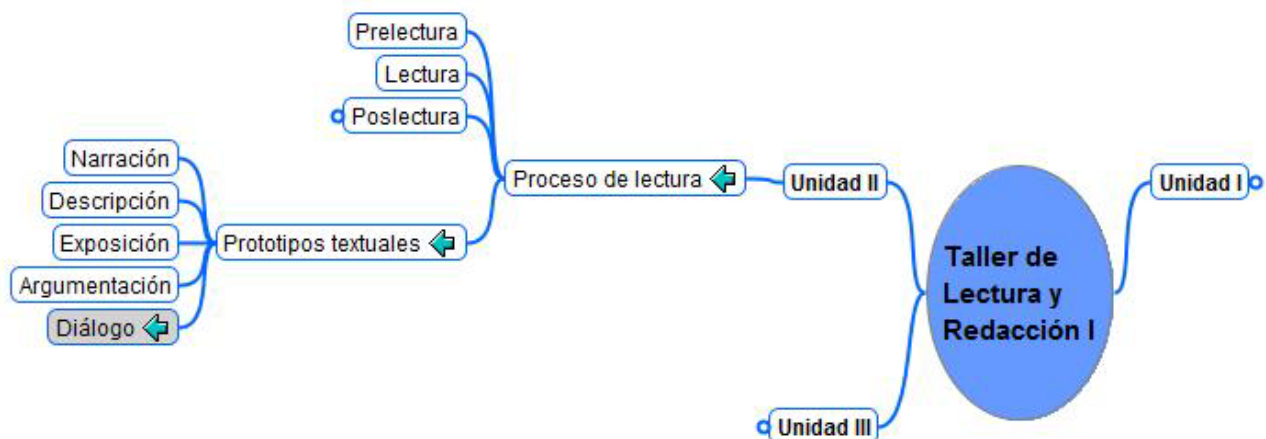 Prelectura
Lectura
Poslectura
Narración
Descripción
Exposición
Argumentación
Diálogo
Prototipos textuales
Proceso de lectura
Unidad II
Unidad III
Taller de
Lectura y
Redacción I
Unidad I